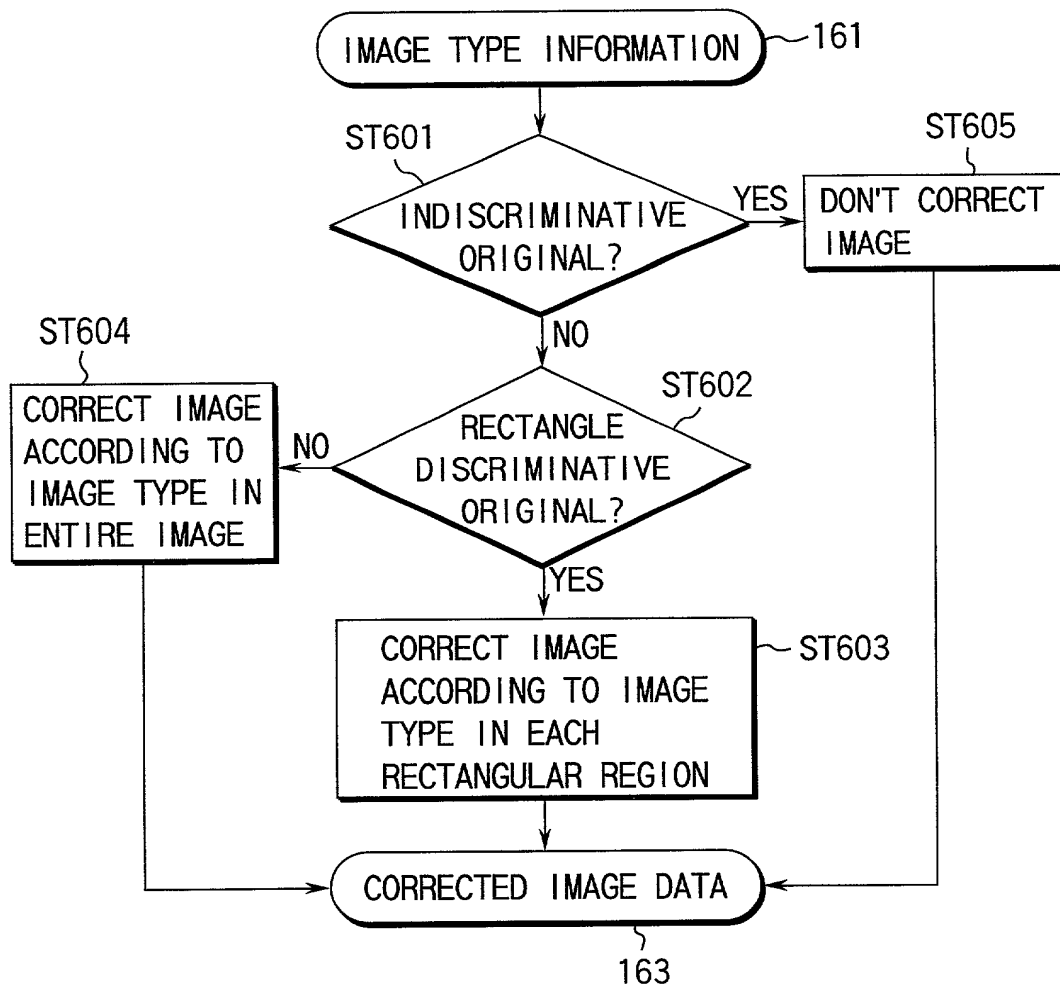 IMAGE TYPE INFORMATION
161
ST601
INDISCRIMINATIVE
ORIGINAL?
YES
ST605
DON'T CORRECT
IMAGE
NO
ST602
RECTANGLE
DISCRIMINATIVE
ORIGINAL?
NO
ST604
CORRECT IMAGE
ACCORDING TO
IMAGE TYPE IN
ENTIRE IMAGE
YES
CORRECT IMAGE
ACCORDING TO IMAGE
TYPE IN EACH
RECTANGULAR REGION
ST603
CORRECTED IMAGE DATA
163